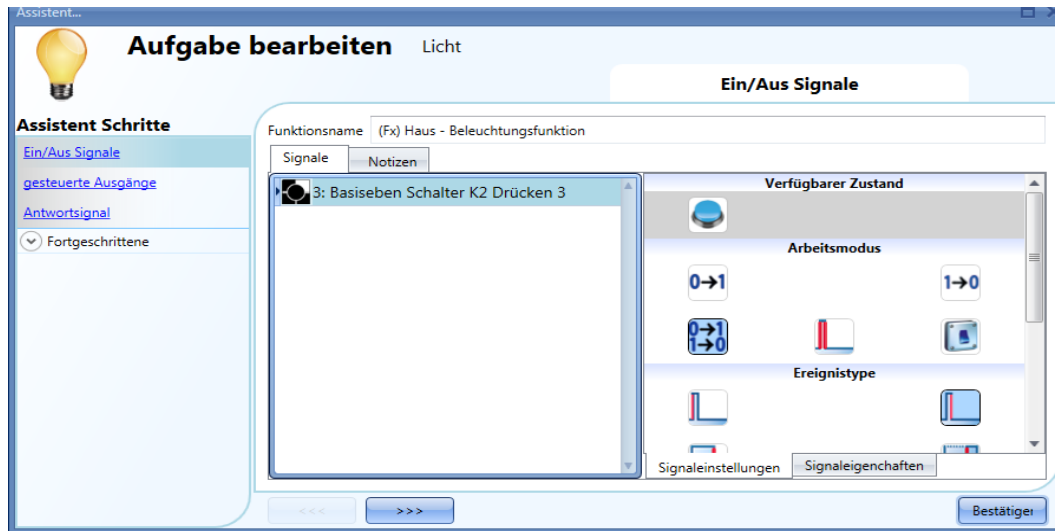 Assistent...
Aufgabe bearbeiten Licht
Ein/Aus Signale
Assistent Schritte
Ein/Aus Signale
gesteuerte Ausgänge
Antwortsignal
Fortgeschrittene
Funktionsname (Fx) Haus - Beleuchtungsfunktion
Signale Notizen
3: Basiseben Schalter K2 Drücken 3
Verfügbarer Zustand
Arbeitsmodus
0→1 1→0
0→1
1→0
Ereignistype
Signaleinstellungen Signaleigenchaften
<<< >>> Bestätiger